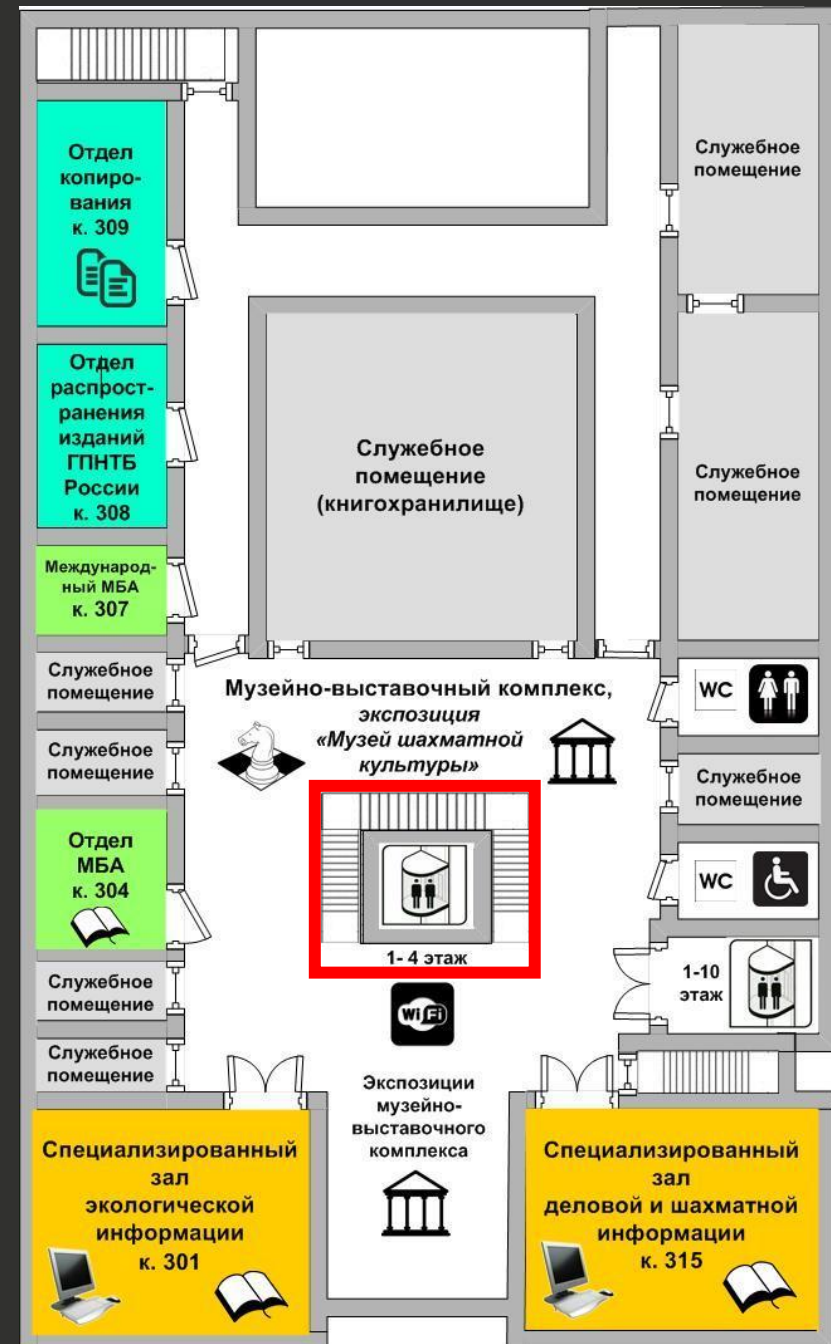 Отдел
копиро-
вания
к. 309
Служебное
помещение
Отдел
распрост-
ранения
изданий
ГПНТБ
России
к. 308
Служебное
помещение
(книгохранилище)
Служебное
помещение
Международ-
ный МБА
к. 307
Служебное
помещение
Музейно-выставочный комплекс,
экспозиция
«Музей шахматной
культуры»
WC
Служебное
помещение
Служебное
помещение
Отдел
МБА
к. 304
WC
1- 4 этаж
1-10
этаж
Служебное
помещение
WiFi
Служебное
помещение
Экспозиции
музейно-
выставочного
комплекса
Специализированный
зал
экологической
информации
к. 301
Специализированный
зал
деловой и шахматной
информации
к. 315